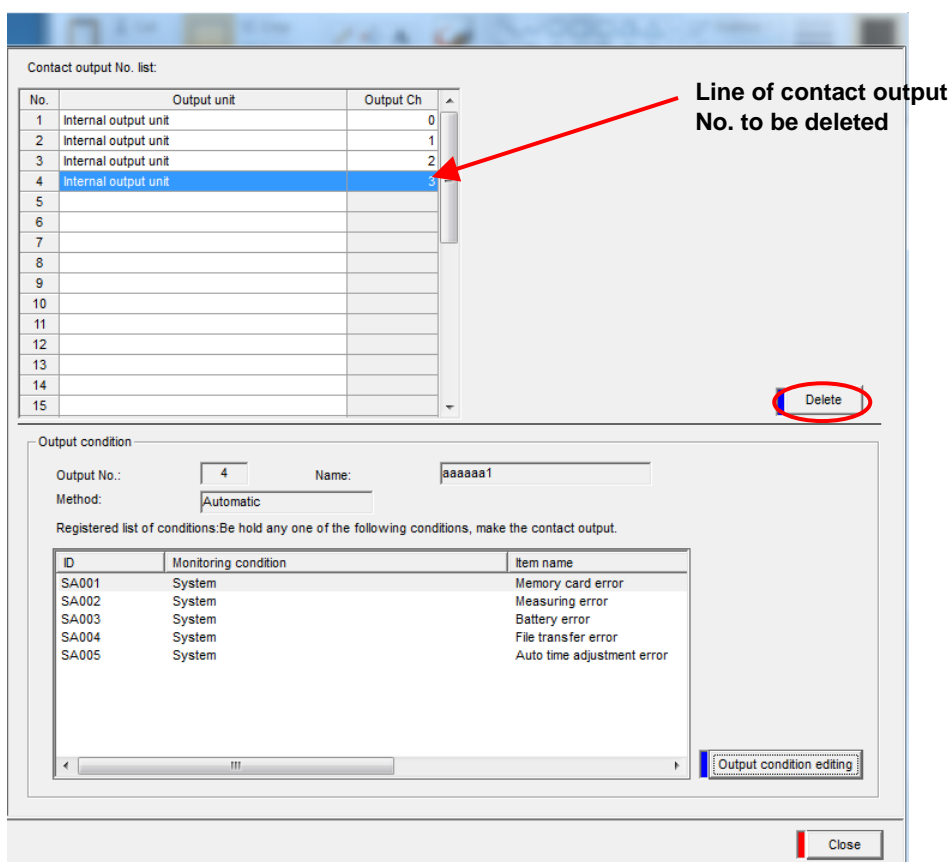 Contact output No. list:
No. Output unit Output Ch
1 Internal output unit 0
2 Internal output unit 1
3 Internal output unit 2
4 Internal output unit 3
5
6
7
8
9
10
11
12
13
14
15
Line of contact output
No. to be deleted
Delete
Output condition
Output No.: 4 Name: aaaaaa1
Method: Automatic
Registered list of conditions:Be hold any one of the following conditions, make the contact output.
ID Monitoring condition Item name
SA001 System Memory card error
SA002 System Measuring error
SA003 System Battery error
SA004 System File transfer error
SA005 System Auto time adjustment error
Output condition editing
Close